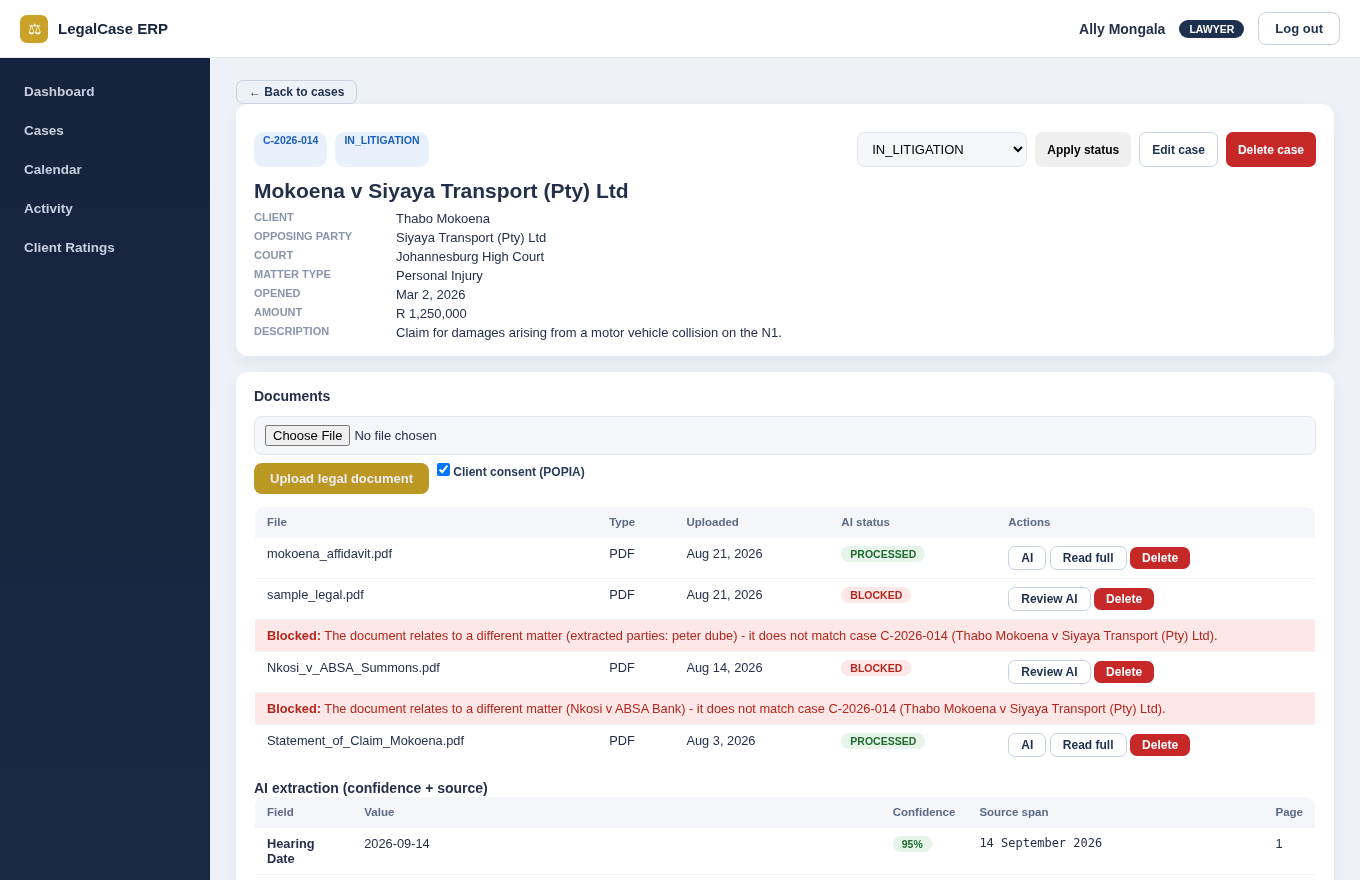 ⚖ LegalCase ERP
Ally Mongala LAWYER Log out
Dashboard
Cases
Calendar
Activity
Client Ratings
← Back to cases
C-2026-014 IN_LITIGATION IN_LITIGATION Apply status Edit case Delete case
Mokoena v Siyaya Transport (Pty) Ltd
CLIENT Thabo Mokoena
OPPOSING PARTY Siyaya Transport (Pty) Ltd
COURT Johannesburg High Court
MATTER TYPE Personal Injury
OPENED Mar 2, 2026
AMOUNT R 1,250,000
DESCRIPTION Claim for damages arising from a motor vehicle collision on the N1.
Documents
Choose File No file chosen
Upload legal document Client consent (POPIA)
File Type Uploaded AI status Actions
mokoena_affidavit.pdf PDF Aug 21, 2026 PROCESSED AI Read full Delete
sample_legal.pdf PDF Aug 21, 2026 BLOCKED Review AI Delete
Blocked: The document relates to a different matter (extracted parties: peter dube) - it does not match case C-2026-014 (Thabo Mokoena v Siyaya Transport (Pty) Ltd).
Nkosi_v_ABSA_Summons.pdf PDF Aug 14, 2026 BLOCKED Review AI Delete
Blocked: The document relates to a different matter (Nkosi v ABSA Bank) - it does not match case C-2026-014 (Thabo Mokoena v Siyaya Transport (Pty) Ltd).
Statement_of_Claim_Mokoena.pdf PDF Aug 3, 2026 PROCESSED AI Read full Delete
AI extraction (confidence + source)
Field Value Confidence Source span Page
Hearing Date 2026-09-14 95% 14 September 2026 1